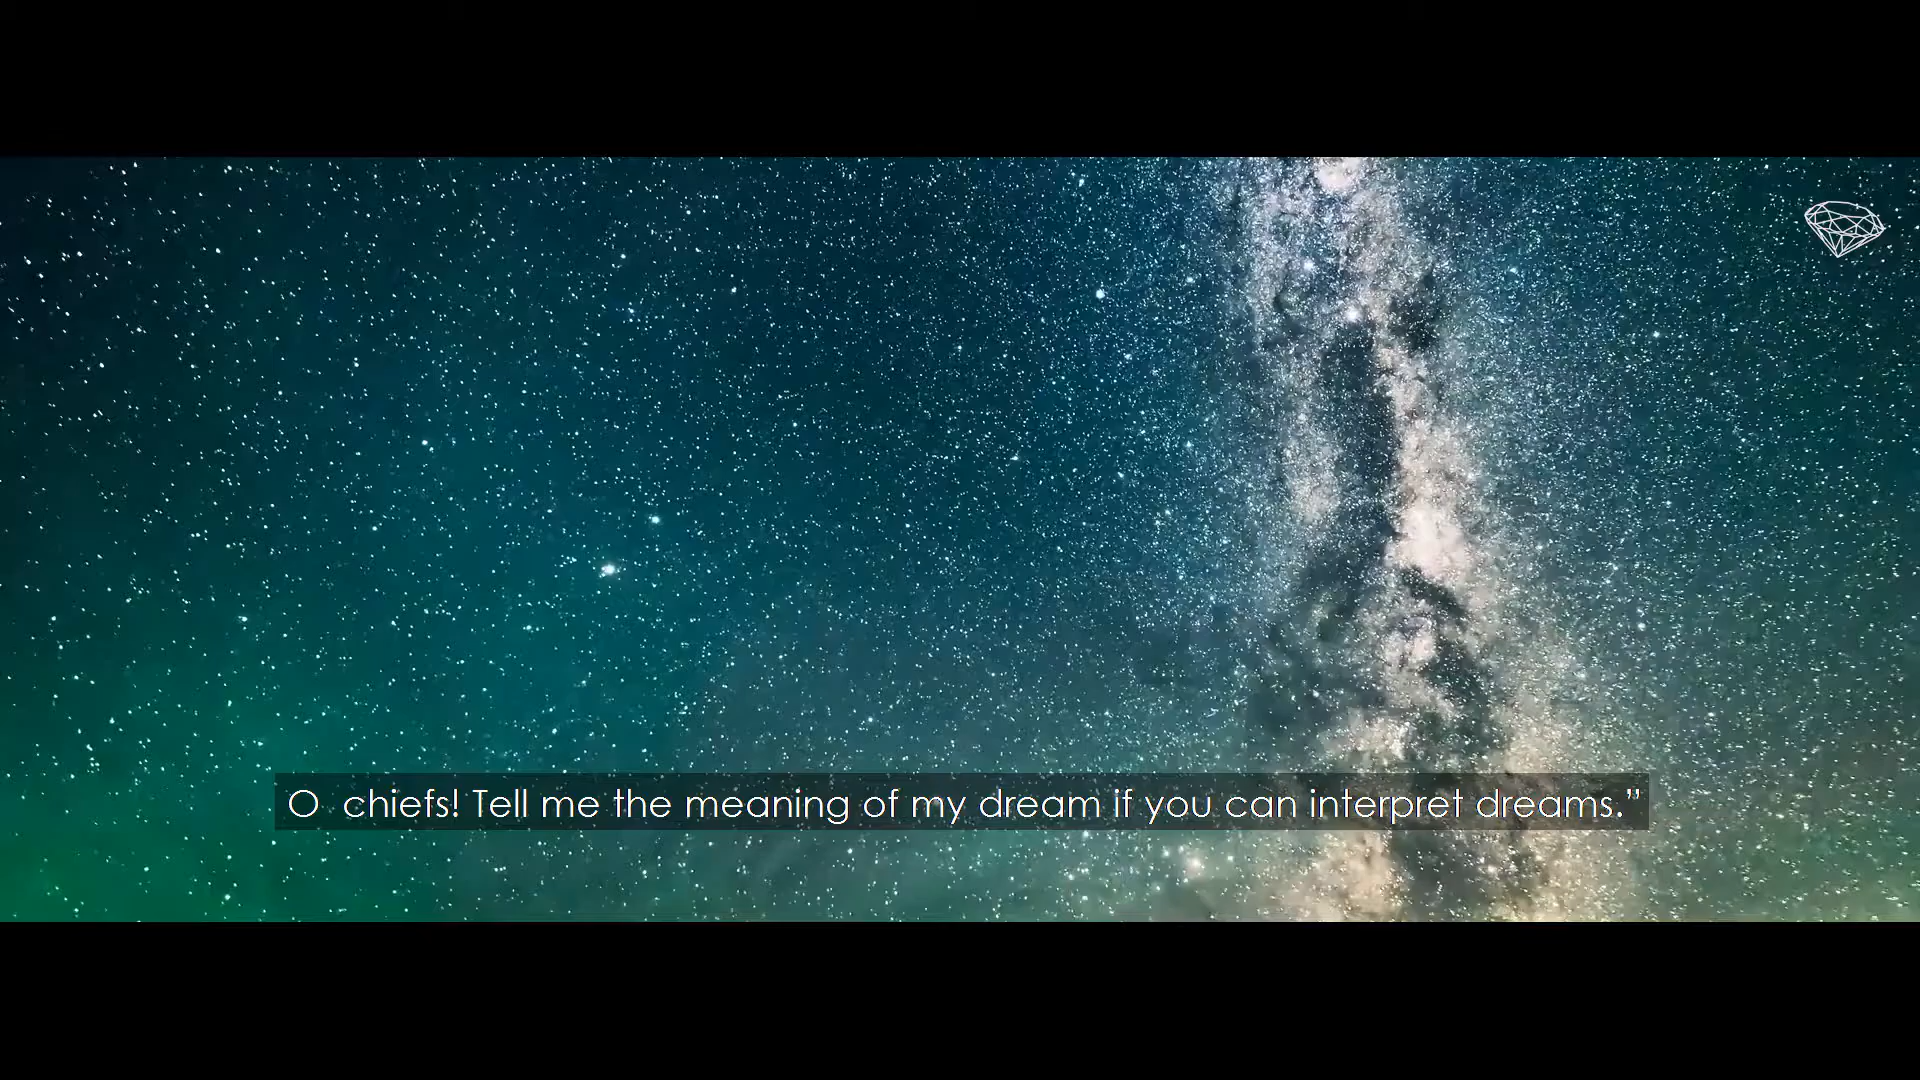 O  chiefs! Tell me the meaning of my dream if you can interpret dreams.”